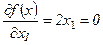 ∂f(x)/∂x₁ = 2x₁ = 0